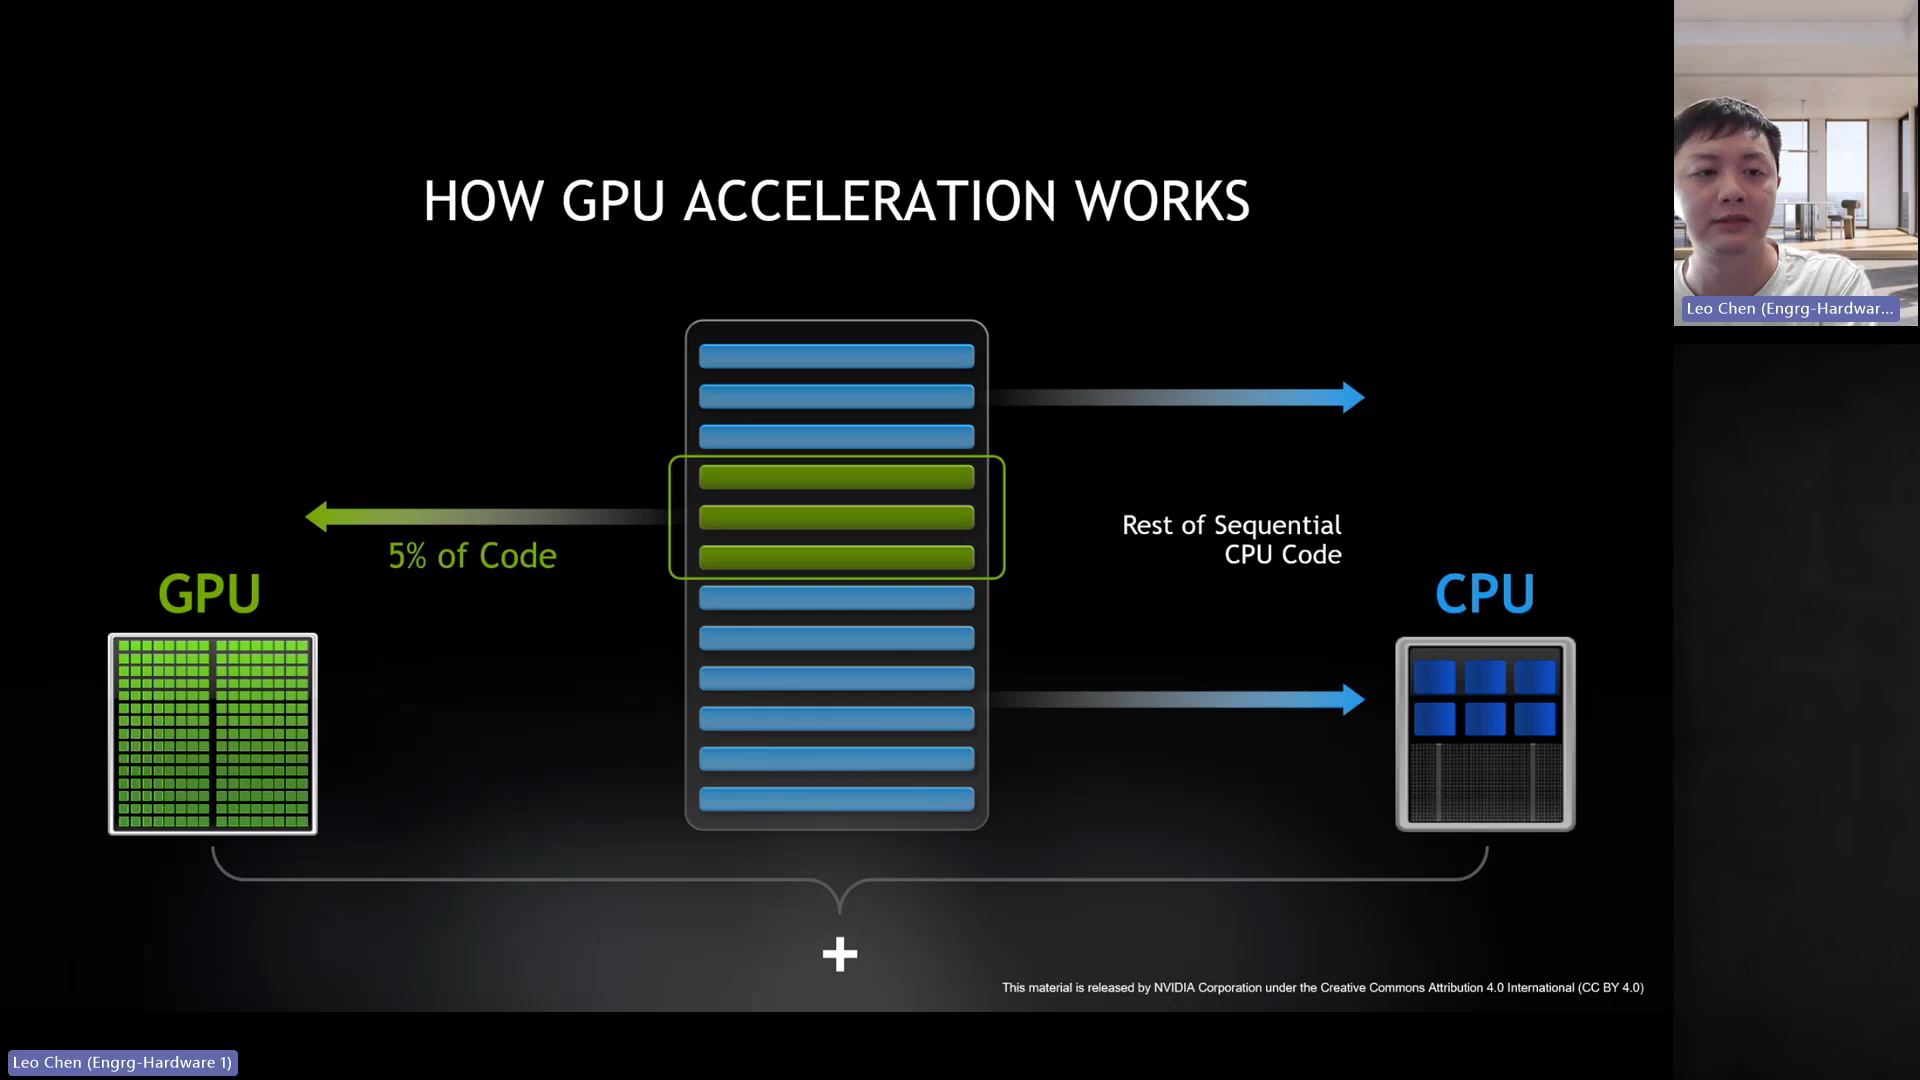 HOW GPU ACCELERATION WORKS
5% of Code
Rest of Sequential
CPU Code
GPU
CPU
+
This material is released by NVIDIA Corporation under the Creative Commons Attribution 4.0 International (CC BY 4.0)
Leo Chen (Engrg-Hardwar...
Leo Chen (Engrg-Hardware 1)